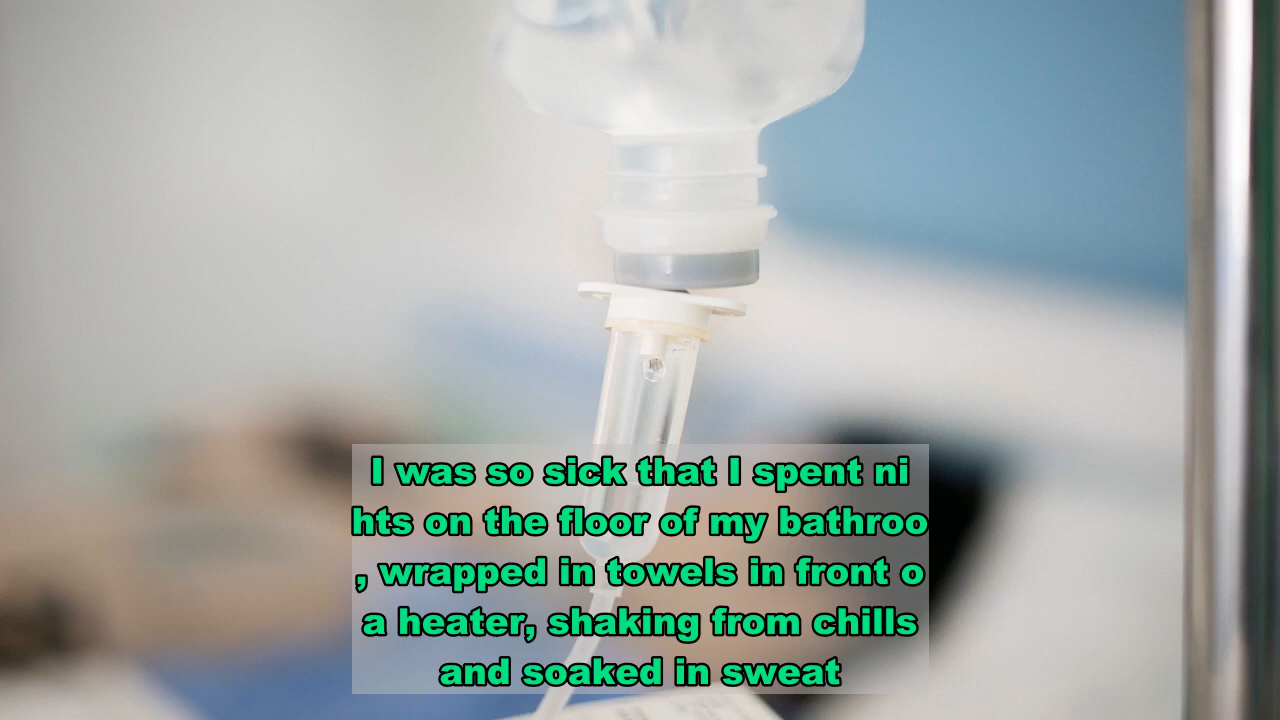 I was so sick that I spent ni
hts on the floor of my bathroo
, wrapped in towels in front o
a heater, shaking from chills
and soaked in sweat